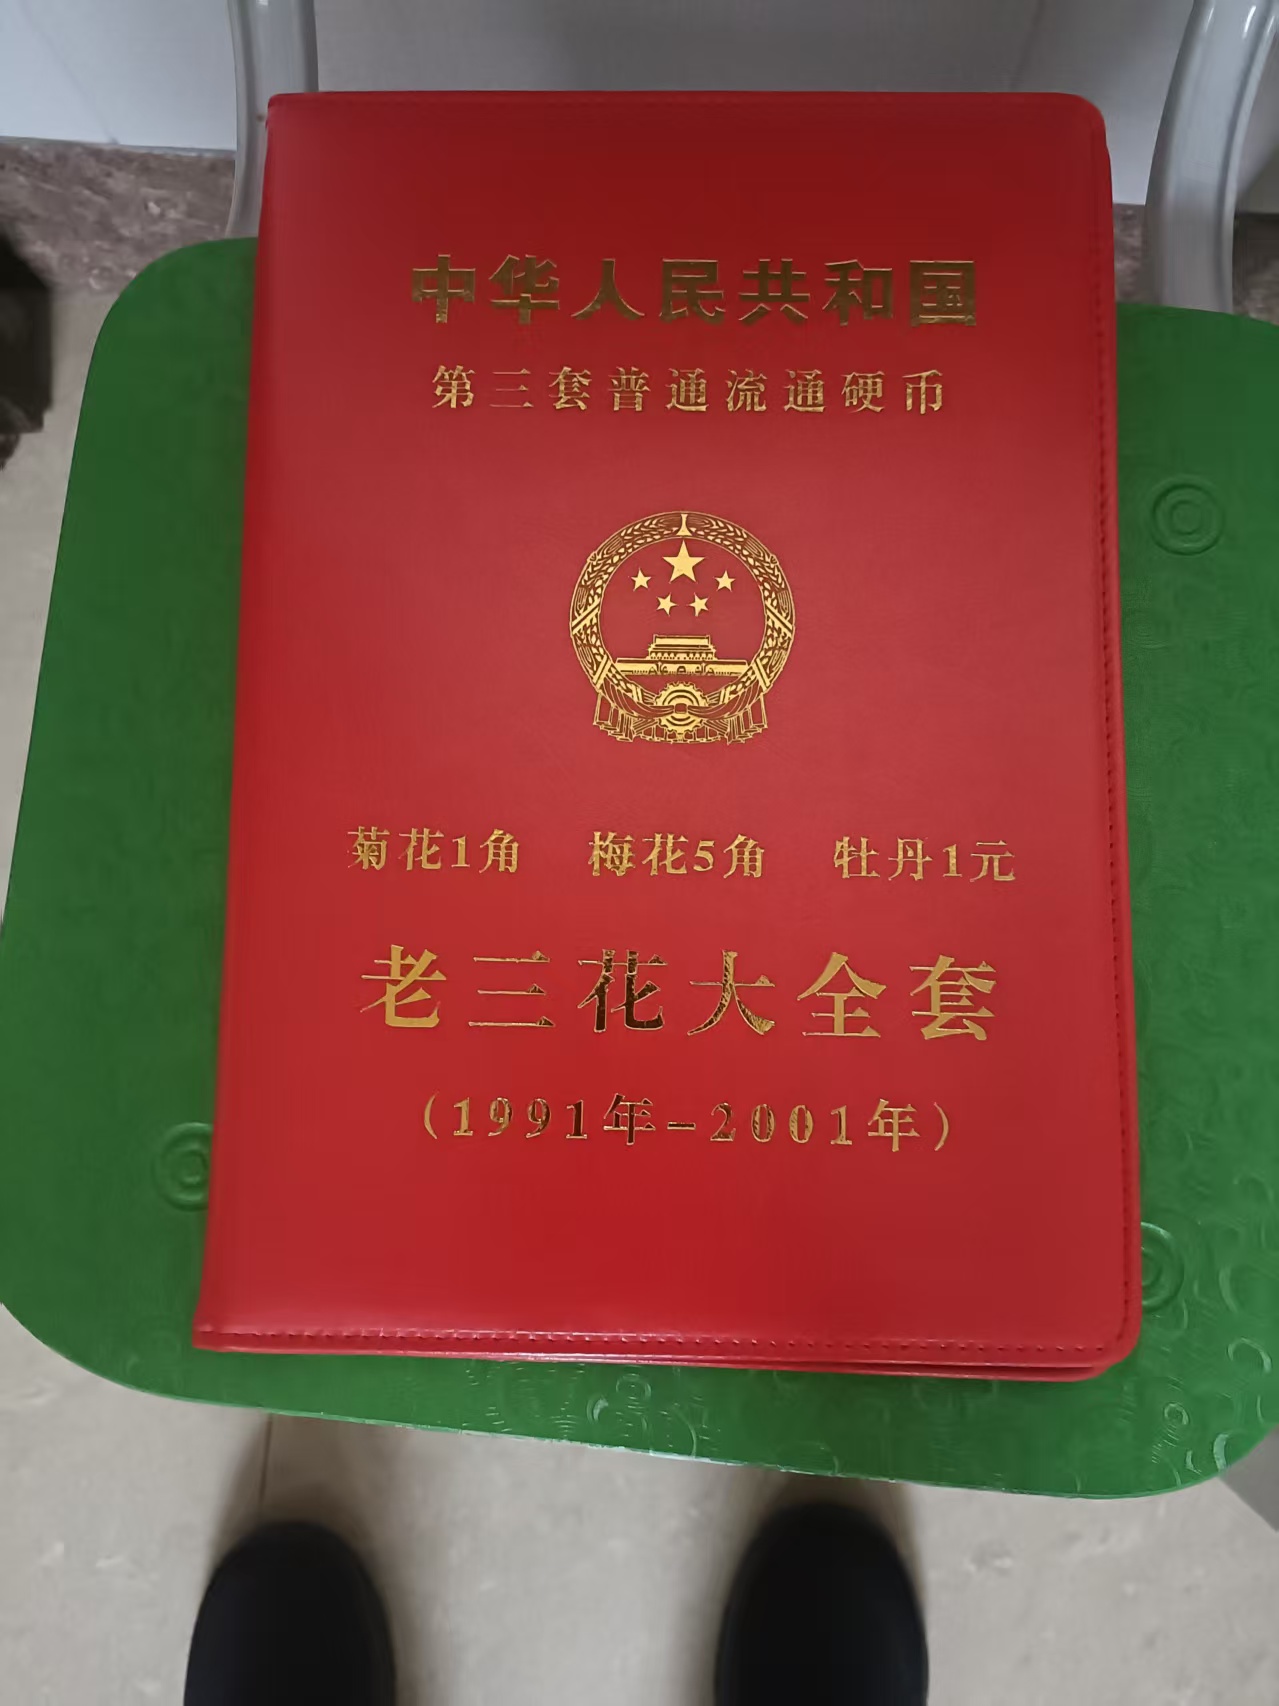 中华人民共和国
第三套普通流通硬币
菊花1角 梅花5角 牡丹1元
老三花大全套
(1991年-2001年)